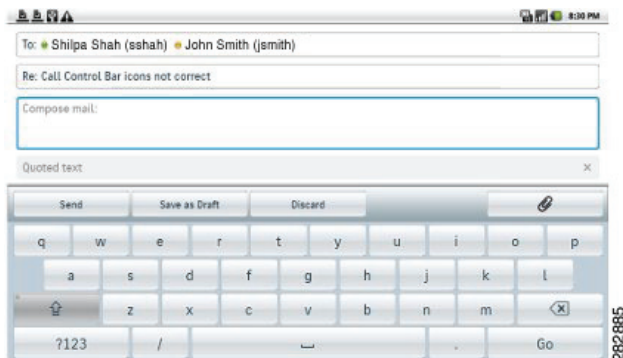 8:30 PM
To: Shilpa Shah (sshah) John Smith (jsmith)
Re: Call Control Bar icons not correct
Compose mail:
Quoted text ×
Send Save as Draft Discard
q w e r t y u i o p
a s d f g h j k l
z x c v b n m
?123 / . Go
282885